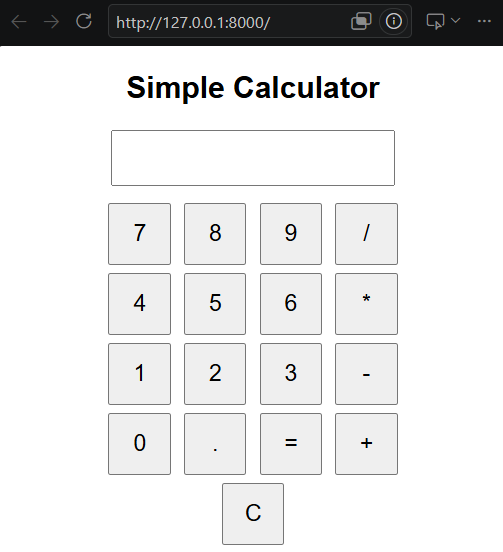 http://127.0.0.1:8000/
Simple Calculator
7 8 9 /
4 5 6 *
1 2 3 -
0 . = +
C